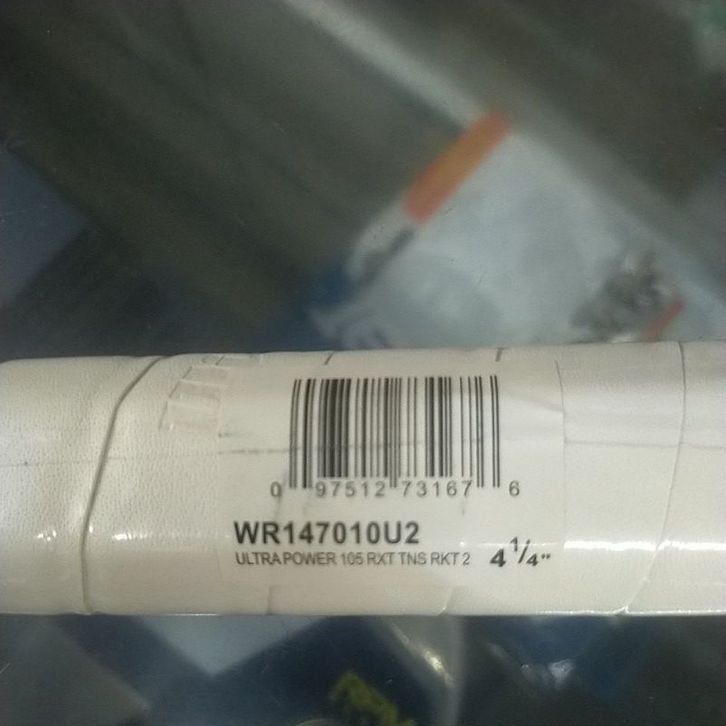 0 97512 73167 6
WR147010U2
ULTRA POWER 105 RXT TNS RKT 2 4 1/4"